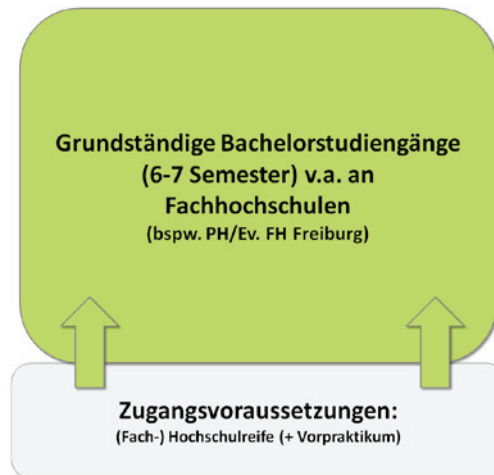 Grundständige Bachelorstudiengänge
(6-7 Semester) v.a. an
Fachhochschulen
(bspw. PH/Ev. FH Freiburg)
Zugangsvoraussetzungen:
(Fach-) Hochschulreife (+ Vorpraktikum)